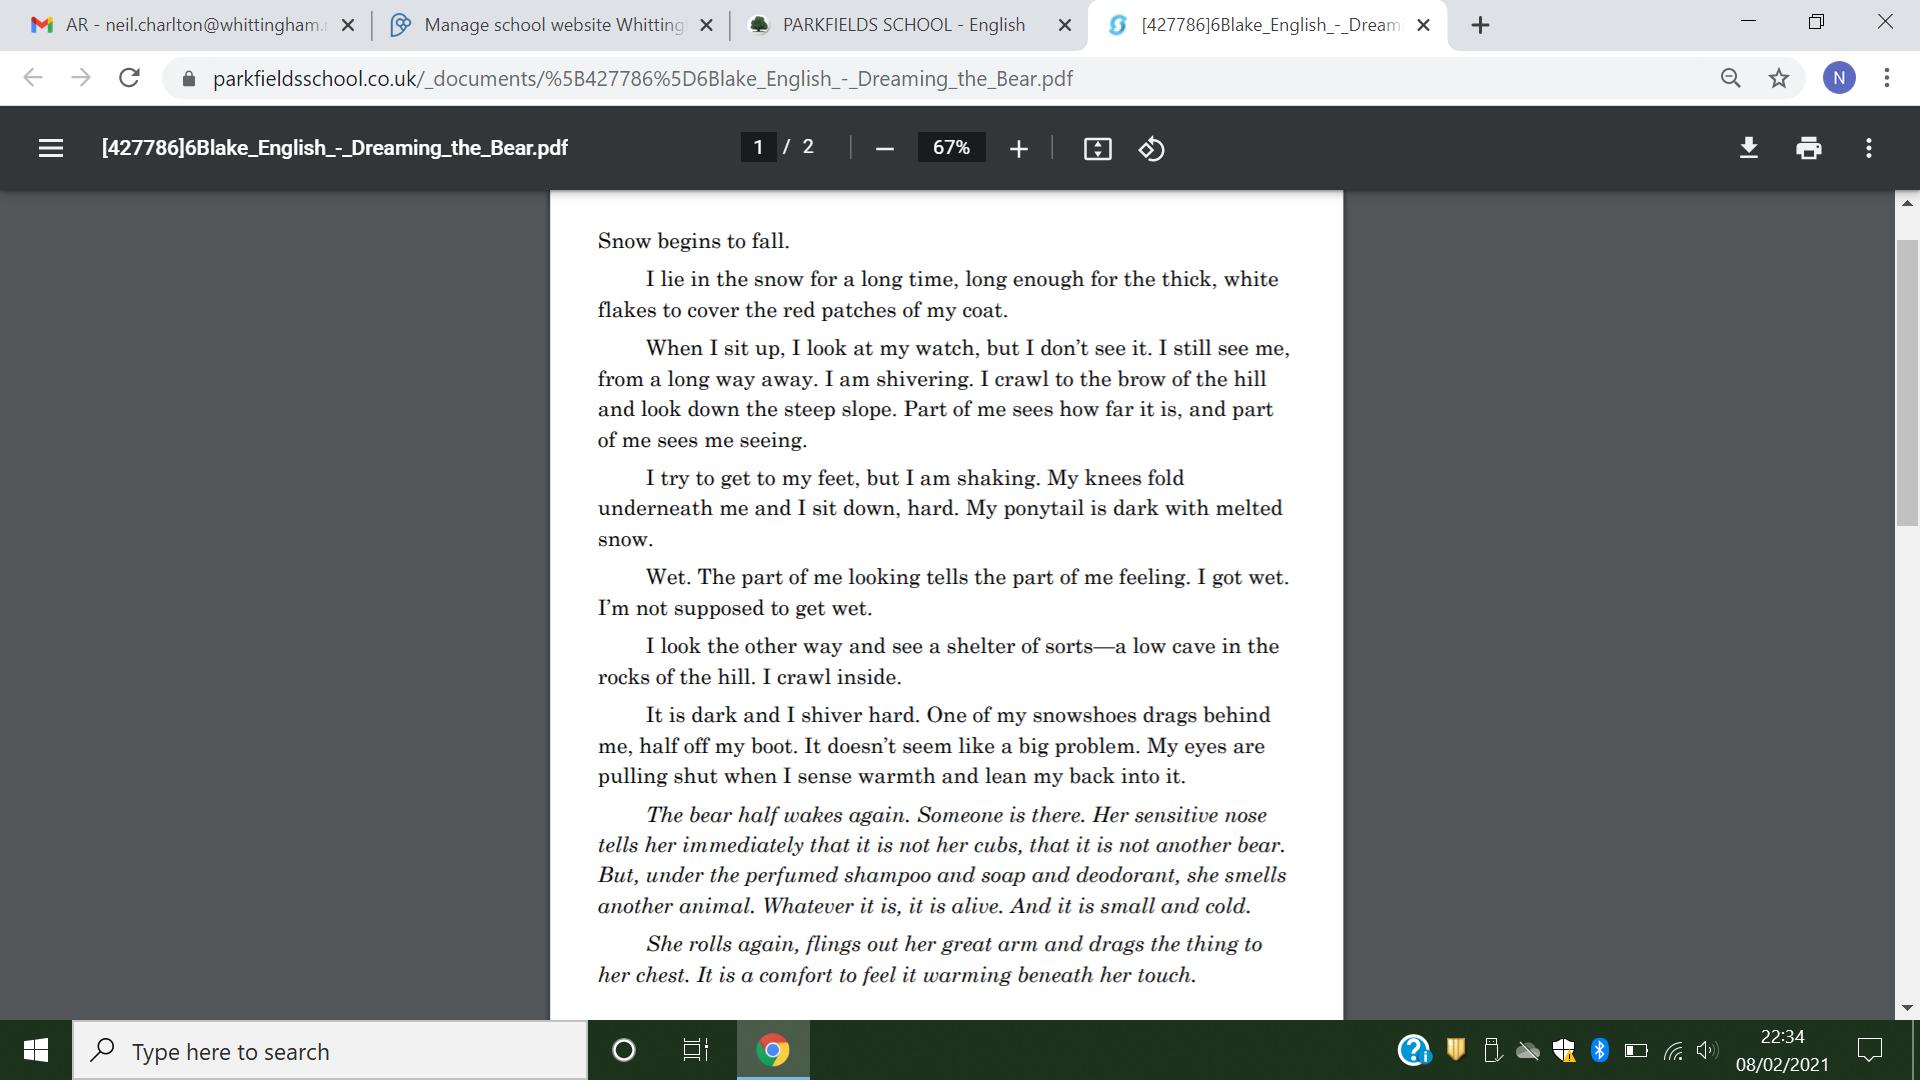 AR - neil.charlton@whittingham.
Manage school website Whitting
PARKFIELDS SCHOOL - English
[427786]6Blake_English_-_Dream
parkfieldsschool.co.uk/_documents/%5B427786%5D6Blake_English_-_Dreaming_the_Bear.pdf
N
[427786]6Blake_English_-_Dreaming_the_Bear.pdf
1 / 2
67%
Snow begins to fall.
I lie in the snow for a long time, long enough for the thick, white
flakes to cover the red patches of my coat.
When I sit up, I look at my watch, but I don’t see it. I still see me,
from a long way away. I am shivering. I crawl to the brow of the hill
and look down the steep slope. Part of me sees how far it is, and part
of me sees me seeing.
I try to get to my feet, but I am shaking. My knees fold
underneath me and I sit down, hard. My ponytail is dark with melted
snow.
Wet. The part of me looking tells the part of me feeling. I got wet.
I’m not supposed to get wet.
I look the other way and see a shelter of sorts—a low cave in the
rocks of the hill. I crawl inside.
It is dark and I shiver hard. One of my snowshoes drags behind
me, half off my boot. It doesn’t seem like a big problem. My eyes are
pulling shut when I sense warmth and lean my back into it.
The bear half wakes again. Someone is there. Her sensitive nose
tells her immediately that it is not her cubs, that it is not another bear.
But, under the perfumed shampoo and soap and deodorant, she smells
another animal. Whatever it is, it is alive. And it is small and cold.
She rolls again, flings out her great arm and drags the thing to
her chest. It is a comfort to feel it warming beneath her touch.
Type here to search
22:34
08/02/2021